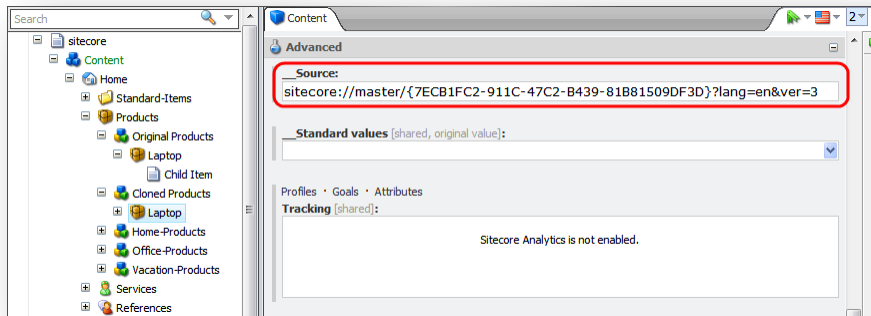 Search
sitecore
Content
Home
Standard-Items
Products
Original Products
Laptop
Child Item
Cloned Products
Laptop
Home-Products
Office-Products
Vacation-Products
Services
References
Content
2
Advanced
__Source:
sitecore://master/{7ECB1FC2-911C-47C2-B439-81B81509DF3D}?lang=en&ver=3
__Standard values [shared, original value]:
Profiles · Goals · Attributes
Tracking [shared]:
Sitecore Analytics is not enabled.